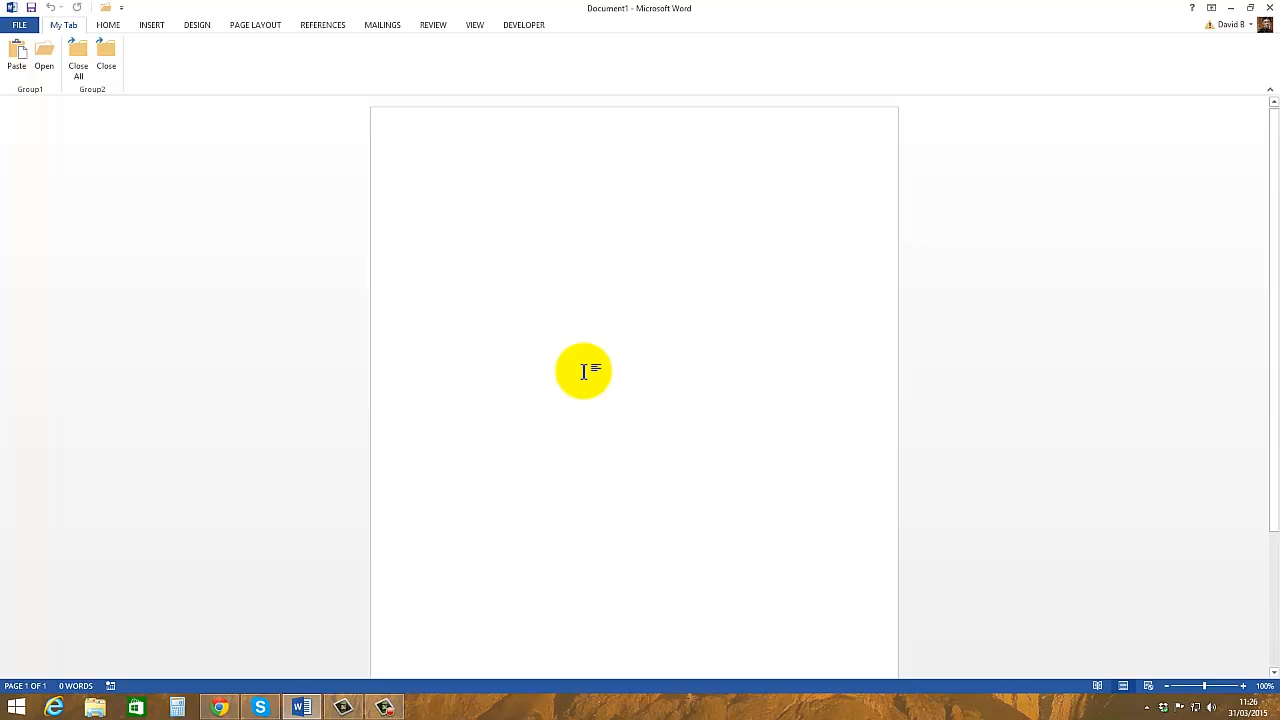 Document1 - Microsoft Word
David B
FILE
My Tab
HOME
INSERT
DESIGN
PAGE LAYOUT
REFERENCES
MAILINGS
REVIEW
VIEW
DEVELOPER
Paste
Open
Close All
Close
Group1
Group2
PAGE 1 OF 1
0 WORDS
100%
11:26
31/03/2015